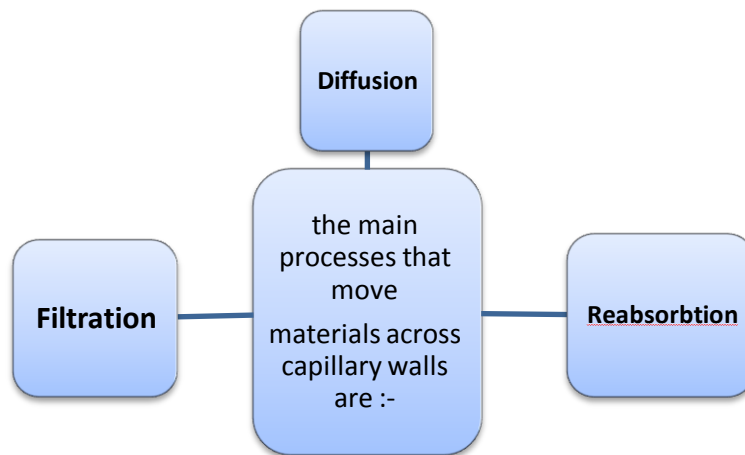 Diffusion
the main
processes that
move
materials across
capillary walls
are :-
Filtration
Reabsorbtion